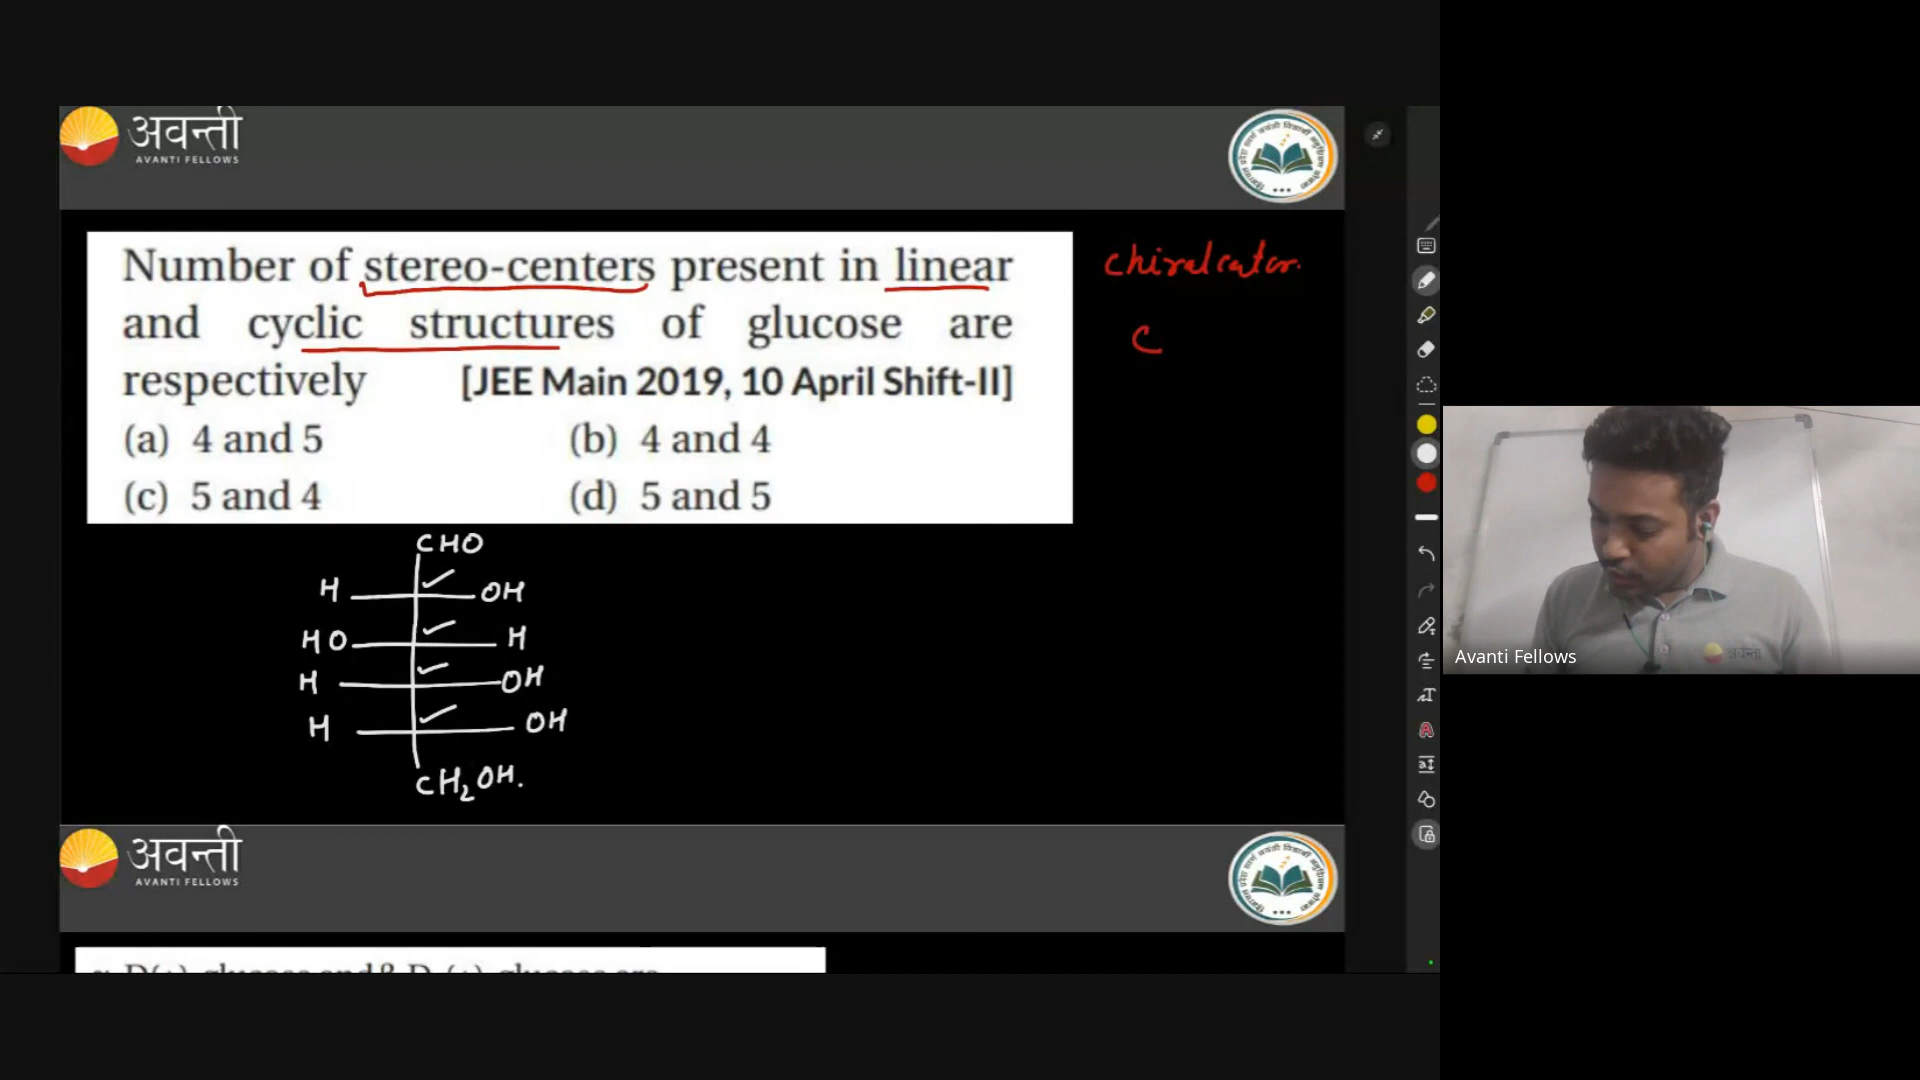 अवन्ती
AVANTI FELLOWS
Number of stereo-centers present in linear
and cyclic structures of glucose are
respectively [JEE Main 2019, 10 April Shift-II]
(a) 4 and 5 (b) 4 and 4
(c) 5 and 4 (d) 5 and 5
C
CHO
H OH
HO H
H OH
H OH
CH₂OH.
Avanti Fellows
अवन्ती
AVANTI FELLOWS